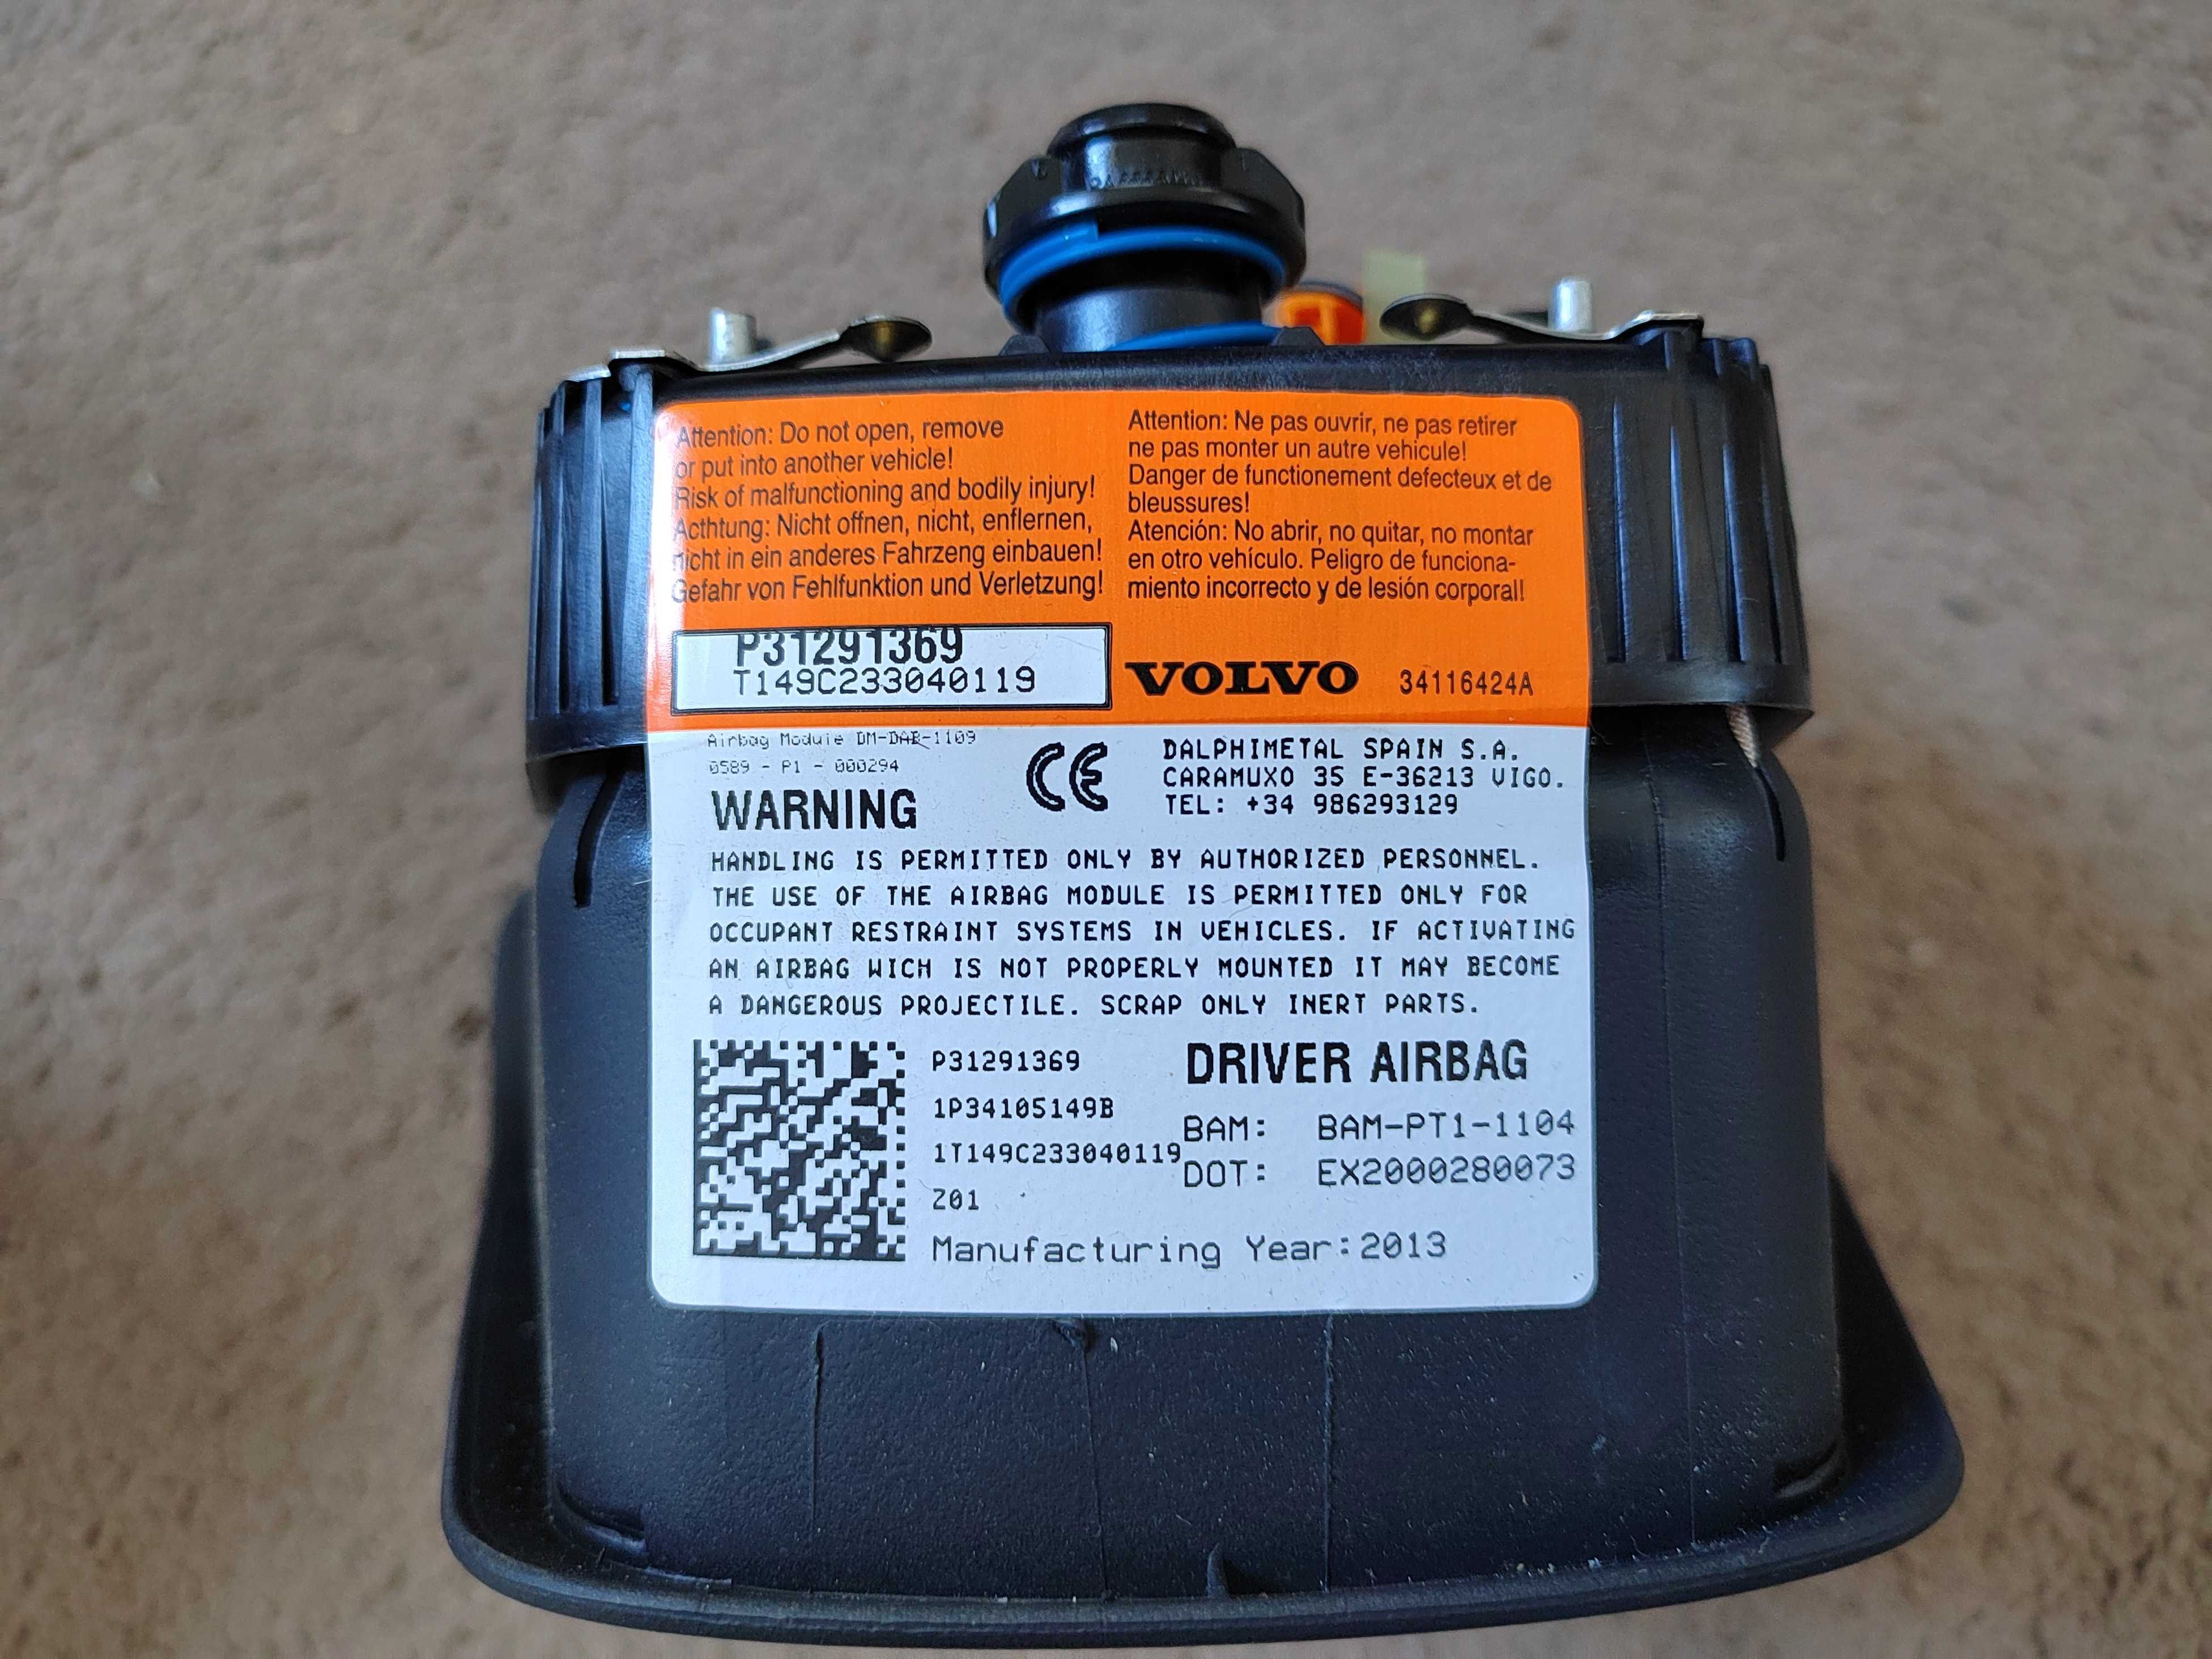 Attention: Do not open, remove
or put into another vehicle!
Risk of malfunctioning and bodily injury!
Acthtung: Nicht offnen, nicht, enflernen,
nicht in ein anderes Fahrzeng einbauen!
Gefahr von Fehlfunktion und Verletzung!
Attention: Ne pas ouvrir, ne pas retirer
ne pas monter un autre vehicule!
Danger de functionement defecteux et de
bleussures!
Atención: No abrir, no quitar, no montar
en otro vehículo. Peligro de funciona-
miento incorrecto y de lesión corporal!
P31291369
T149C233040119
VOLVO 34116424A
Airbag Module DM-DAB-1109
0589 - P1 - 000294
DALPHIMETAL SPAIN S.A.
CARAMUXO 35 E-36213 VIGO.
TEL: +34 986293129
CE
WARNING
HANDLING IS PERMITTED ONLY BY AUTHORIZED PERSONNEL.
THE USE OF THE AIRBAG MODULE IS PERMITTED ONLY FOR
OCCUPANT RESTRAINT SYSTEMS IN VEHICLES. IF ACTIVATING
AN AIRBAG WICH IS NOT PROPERLY MOUNTED IT MAY BECOME
A DANGEROUS PROJECTILE. SCRAP ONLY INERT PARTS.
P31291369
1P34105149B
1T149C233040119
Z01
DRIVER AIRBAG
BAM: BAM-PT1-1104
DOT: EX2000280073
Manufacturing Year:2013